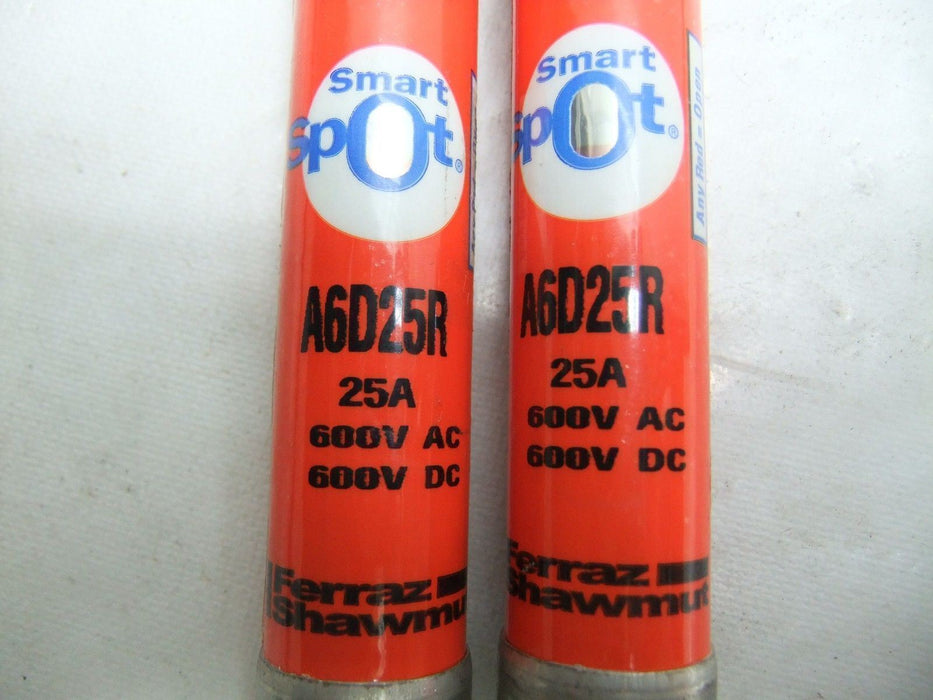 Smart
Spot®
A6D25R
25A
600V AC
600V DC
Ferraz
Shawmu
Smart
Spot®
Any Red = Open
A6D25R
25A
600V AC
600V DC
Ferraz
Shawmut